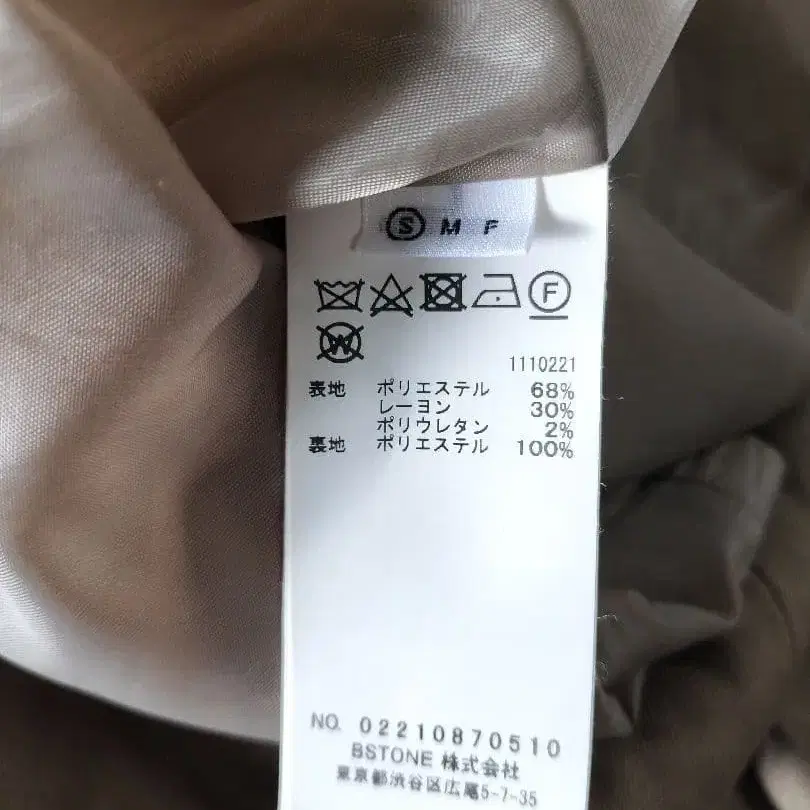 S M F
F
W
1110221
表地 ポリエステル 68%
レーヨン 30%
ポリウレタン 2%
裏地 ポリエステル 100%
NO. 02210870510
BSTONE 株式会社
東京都渋谷区広尾5-7-35